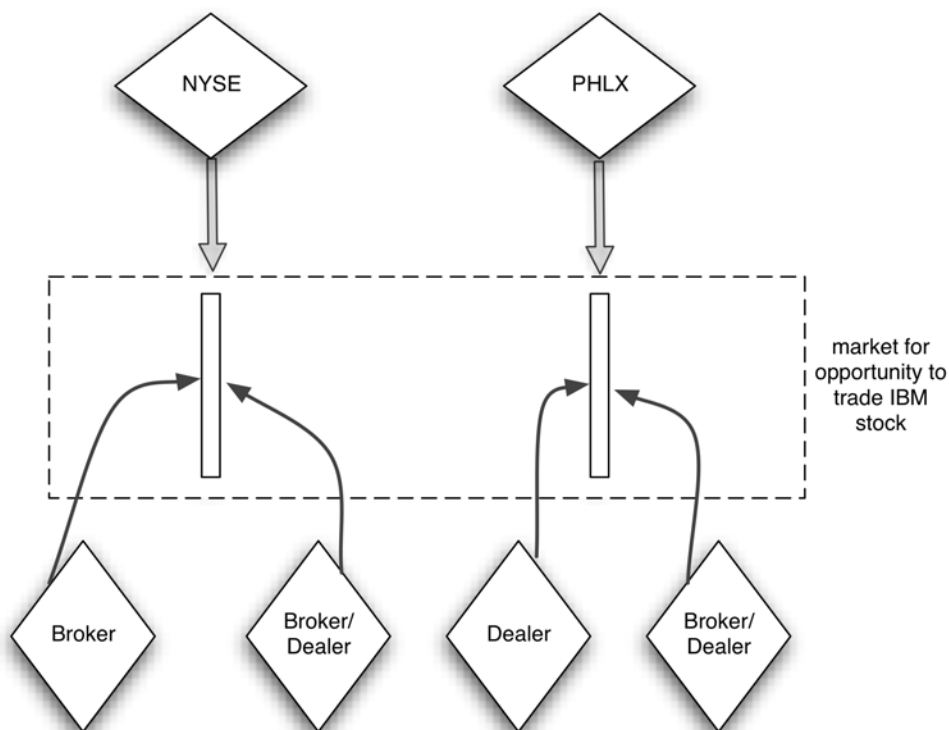 NYSE
PHLX
market for
opportunity to
trade IBM
stock
Broker
Broker/
Dealer
Dealer
Broker/
Dealer